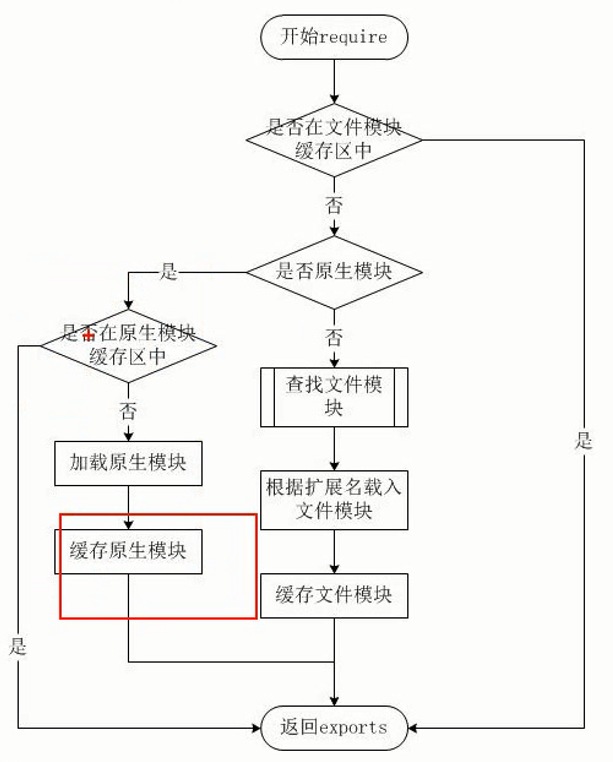 开始require
是否在文件模块
缓存区中
否
是否原生模块
是
否
是否在原生模块
缓存区中
查找文件模
块
否
是
加载原生模块
根据扩展名载入
文件模块
缓存原生模块
缓存文件模块
是
返回exports